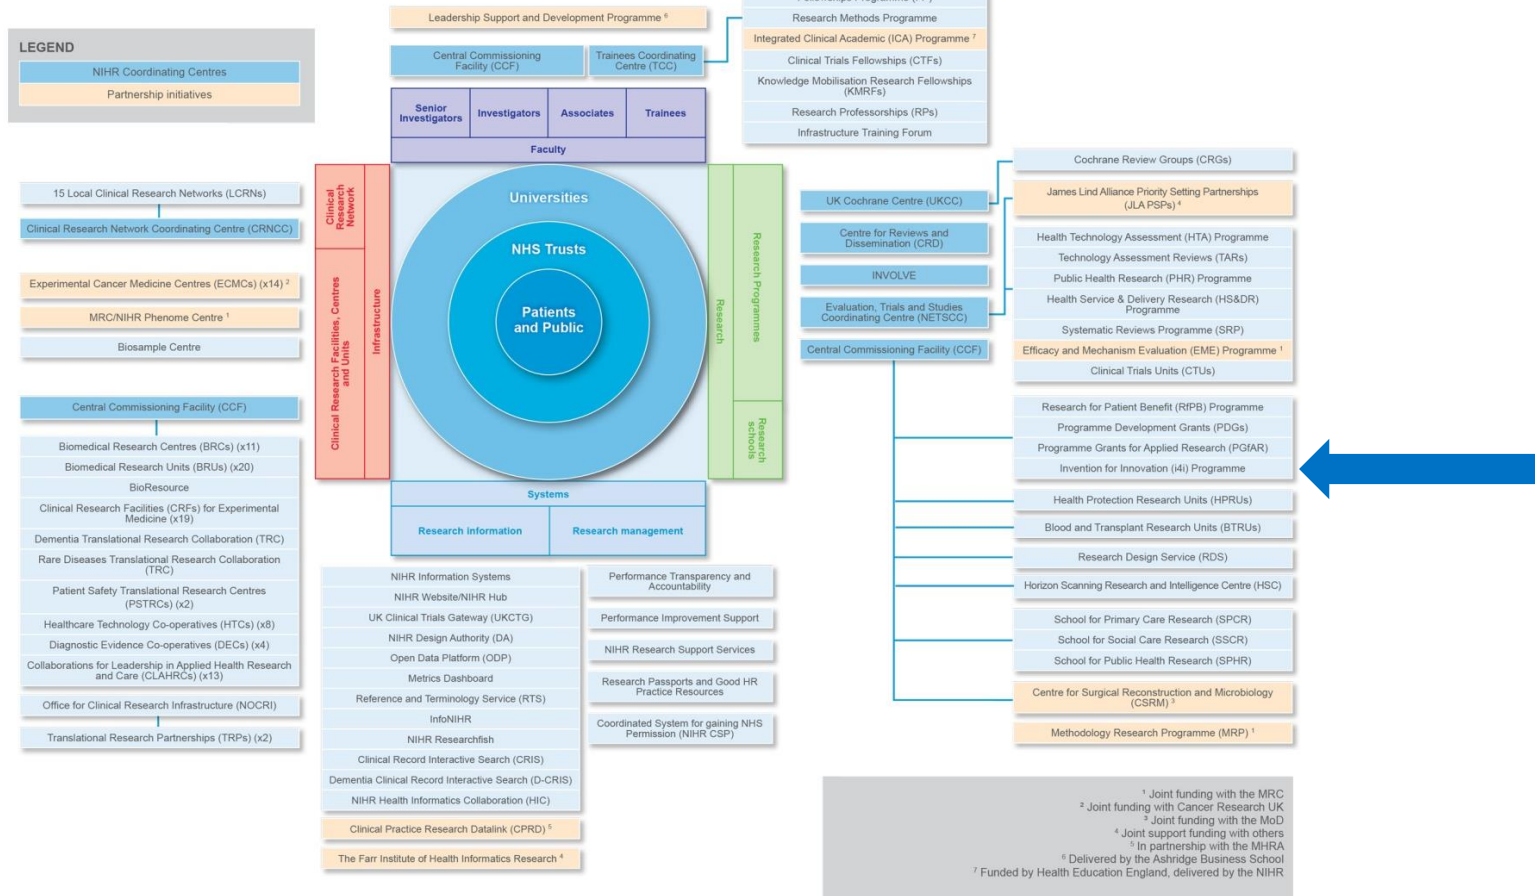 Leadership Support and Development Programme ⁶
Central Commissioning
Facility (CCF)
Trainees Coordinating
Centre (TCC)
Research Methods Programme
Integrated Clinical Academic (ICA) Programme ⁷
Clinical Trials Fellowships (CTFs)
Knowledge Mobilisation Research Fellowships
(KMRFs)
Research Professorships (RPs)
Infrastructure Training Forum
LEGEND
NIHR Coordinating Centres
Partnership initiatives
Senior
Investigators
Investigators
Associates
Trainees
Faculty
Universities
NHS Trusts
Patients
and Public
Clinical
Research
Network
Clinical Research Facilities, Centres
and Units
Infrastructure
Research
Research Programmes
Research
schools
Systems
Research information
Research management
15 Local Clinical Research Networks (LCRNs)
Clinical Research Network Coordinating Centre (CRNCC)
Experimental Cancer Medicine Centres (ECMCs) (x14) ²
MRC/NIHR Phenome Centre ¹
Biosample Centre
Central Commissioning Facility (CCF)
Biomedical Research Centres (BRCs) (x11)
Biomedical Research Units (BRUs) (x20)
BioResource
Clinical Research Facilities (CRFs) for Experimental
Medicine (x19)
Dementia Translational Research Collaboration (TRC)
Rare Diseases Translational Research Collaboration
(TRC)
Patient Safety Translational Research Centres
(PSTRCs) (x2)
Healthcare Technology Co-operatives (HTCs) (x8)
Diagnostic Evidence Co-operatives (DECs) (x4)
Collaborations for Leadership in Applied Health Research
and Care (CLAHRCs) (x13)
Office for Clinical Research Infrastructure (NOCRI)
Translational Research Partnerships (TRPs) (x2)
NIHR Information Systems
NIHR Website/NIHR Hub
UK Clinical Trials Gateway (UKCTG)
NIHR Design Authority (DA)
Open Data Platform (ODP)
Metrics Dashboard
Reference and Terminology Service (RTS)
InfoNIHR
NIHR Researchfish
Clinical Record Interactive Search (CRIS)
Dementia Clinical Record Interactive Search (D-CRIS)
NIHR Health Informatics Collaboration (HIC)
Clinical Practice Research Datalink (CPRD) ⁵
The Farr Institute of Health Informatics Research ⁴
Performance Transparency and
Accountability
Performance Improvement Support
NIHR Research Support Services
Research Passports and Good HR
Practice Resources
Coordinated System for gaining NHS
Permission (NIHR CSP)
UK Cochrane Centre (UKCC)
Centre for Reviews and
Dissemination (CRD)
INVOLVE
Evaluation, Trials and Studies
Coordinating Centre (NETSCC)
Central Commissioning Facility (CCF)
Cochrane Review Groups (CRGs)
James Lind Alliance Priority Setting Partnerships
(JLA PSPs) ⁴
Health Technology Assessment (HTA) Programme
Technology Assessment Reviews (TARs)
Public Health Research (PHR) Programme
Health Service & Delivery Research (HS&DR)
Programme
Systematic Reviews Programme (SRP)
Efficacy and Mechanism Evaluation (EME) Programme ¹
Clinical Trials Units (CTUs)
Research for Patient Benefit (RfPB) Programme
Programme Development Grants (PDGs)
Programme Grants for Applied Research (PGfAR)
Invention for Innovation (i4i) Programme
Health Protection Research Units (HPRUs)
Blood and Transplant Research Units (BTRUs)
Research Design Service (RDS)
Horizon Scanning Research and Intelligence Centre (HSC)
School for Primary Care Research (SPCR)
School for Social Care Research (SSCR)
School for Public Health Research (SPHR)
Centre for Surgical Reconstruction and Microbiology
(CSRM) ³
Methodology Research Programme (MRP) ¹
¹ Joint funding with the MRC
² Joint funding with Cancer Research UK
³ Joint funding with the MoD
⁴ Joint support funding with others
⁵ In partnership with the MHRA
⁶ Delivered by the Ashridge Business School
⁷ Funded by Health Education England, delivered by the NIHR